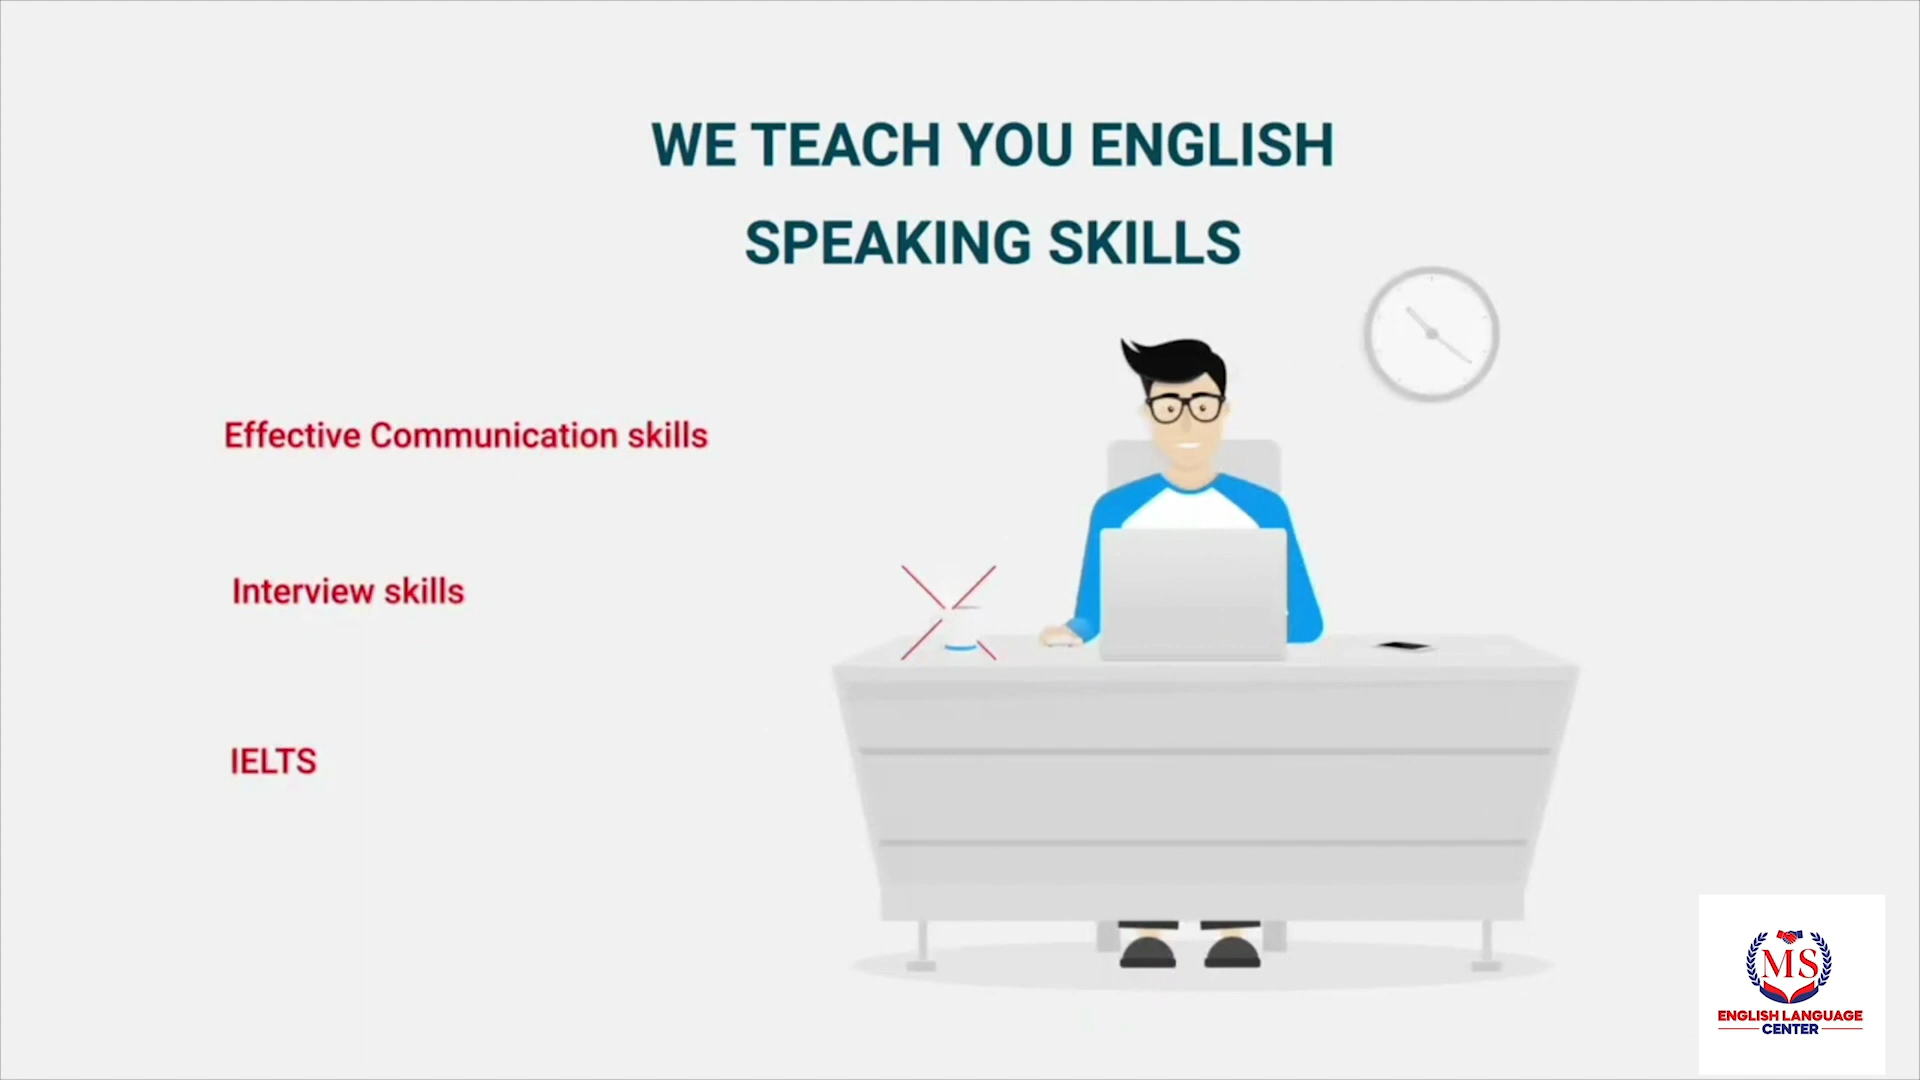 WE TEACH YOU ENGLISH
SPEAKING SKILLS
Effective Communication skills
Interview skills
IELTS
MS
ENGLISH LANGUAGE
CENTER